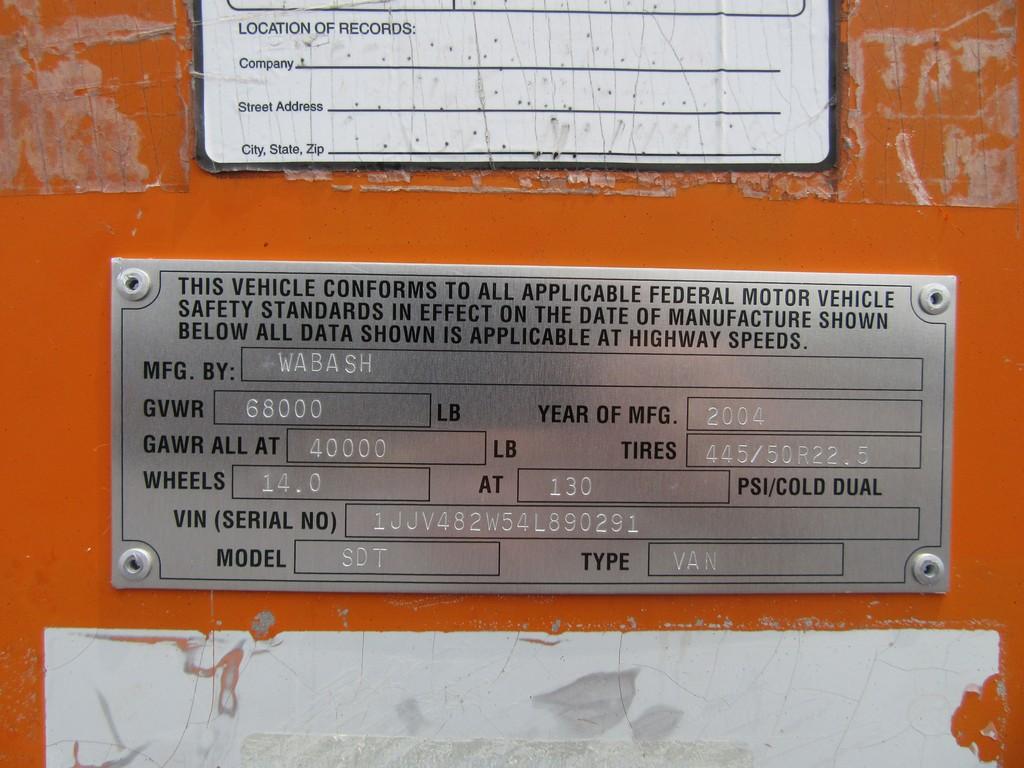 LOCATION OF RECORDS:
Company
Street Address
City, State, Zip
THIS VEHICLE CONFORMS TO ALL APPLICABLE FEDERAL MOTOR VEHICLE
SAFETY STANDARDS IN EFFECT ON THE DATE OF MANUFACTURE SHOWN
BELOW ALL DATA SHOWN IS APPLICABLE AT HIGHWAY SPEEDS.
MFG. BY: WABASH
GVWR 68000 LB YEAR OF MFG. 2004
GAWR ALL AT 40000 LB TIRES 445/50R22.5
WHEELS 14.0 AT 130 PSI/COLD DUAL
VIN (SERIAL NO) 1JJV482W54L890291
MODEL SDT TYPE VAN